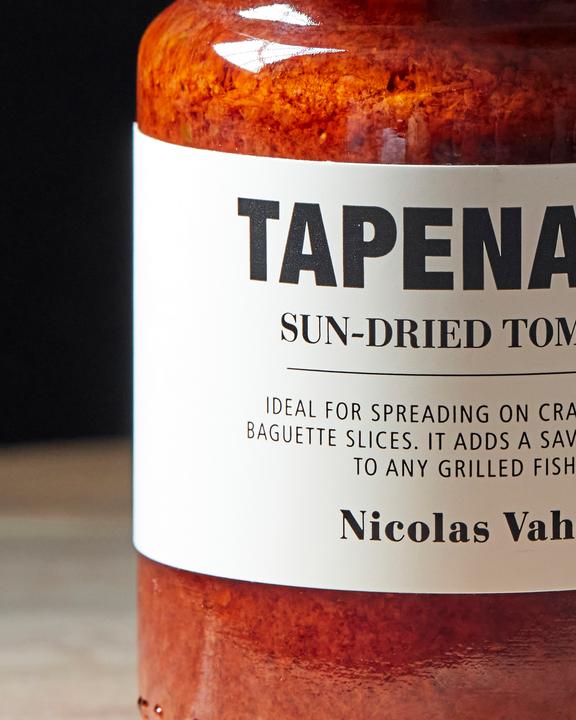 TAPENA
SUN-DRIED TOM
IDEAL FOR SPREADING ON CRA
BAGUETTE SLICES. IT ADDS A SAV
TO ANY GRILLED FISH
Nicolas Vah